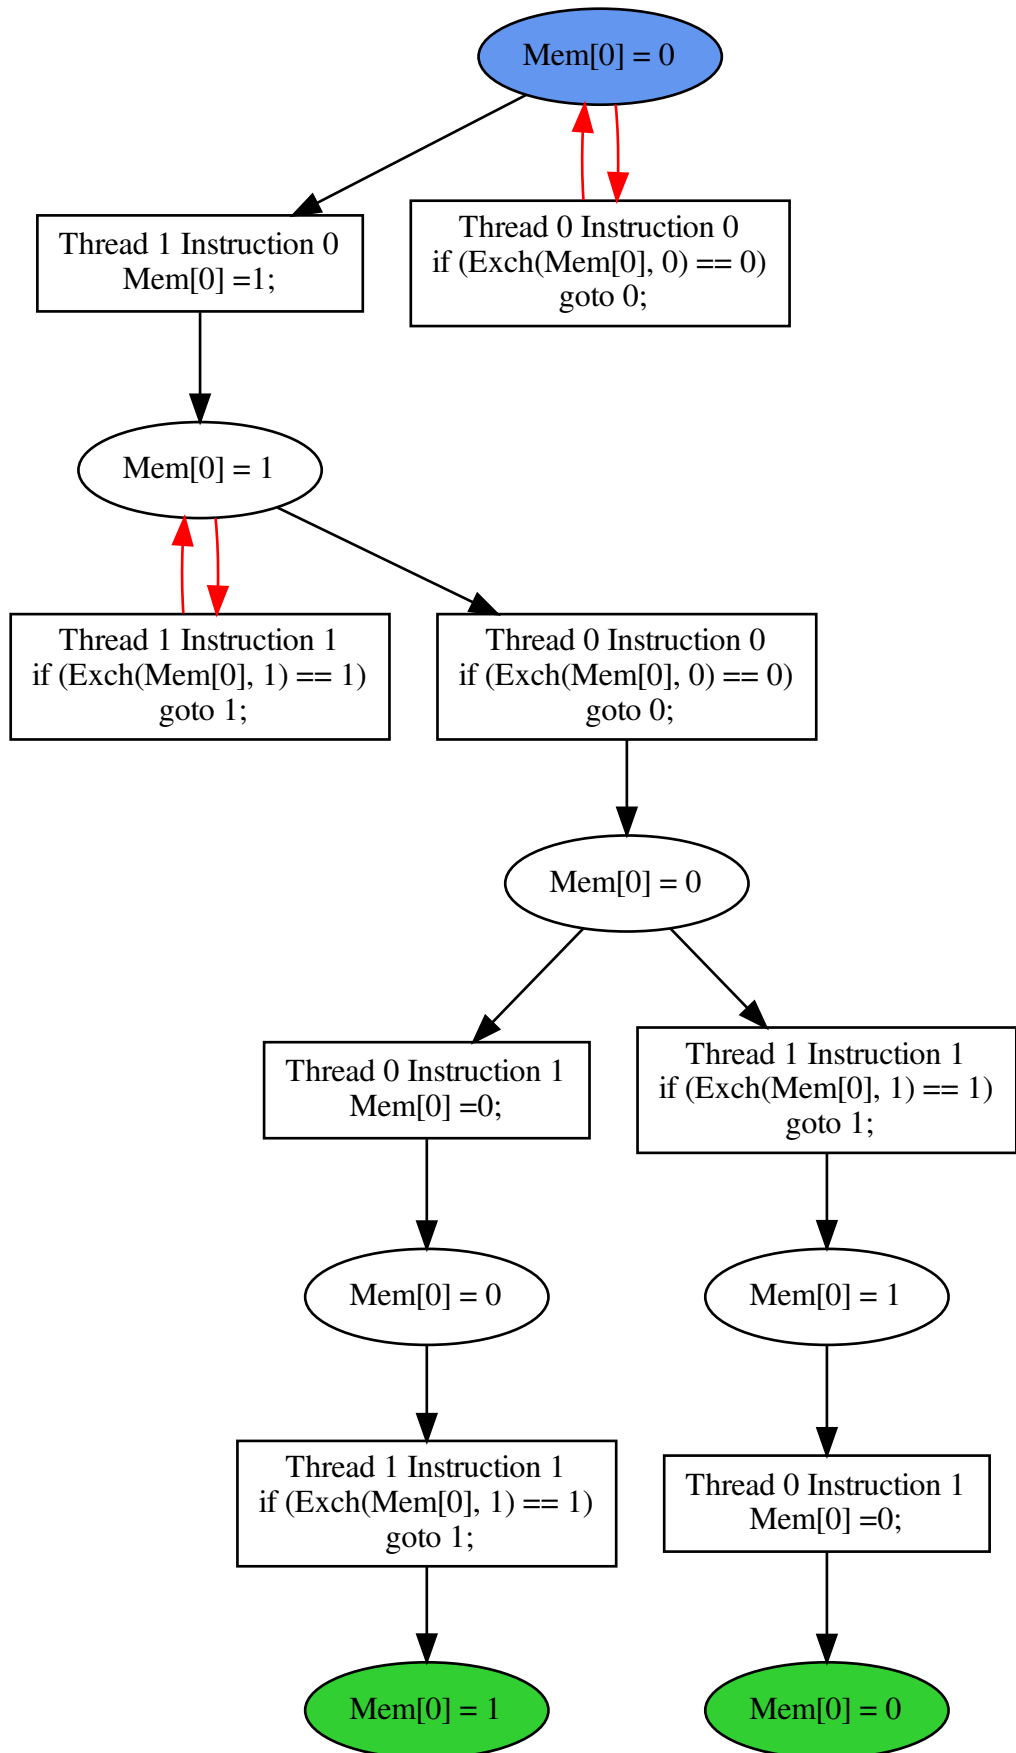 Mem[0] = 0
Thread 1 Instruction 0
Mem[0] =1;
Thread 0 Instruction 0
if (Exch(Mem[0], 0) == 0)
goto 0;
Mem[0] = 1
Thread 1 Instruction 1
if (Exch(Mem[0], 1) == 1)
goto 1;
Thread 0 Instruction 0
if (Exch(Mem[0], 0) == 0)
goto 0;
Mem[0] = 0
Thread 0 Instruction 1
Mem[0] =0;
Thread 1 Instruction 1
if (Exch(Mem[0], 1) == 1)
goto 1;
Mem[0] = 0
Mem[0] = 1
Thread 1 Instruction 1
if (Exch(Mem[0], 1) == 1)
goto 1;
Thread 0 Instruction 1
Mem[0] =0;
Mem[0] = 1
Mem[0] = 0